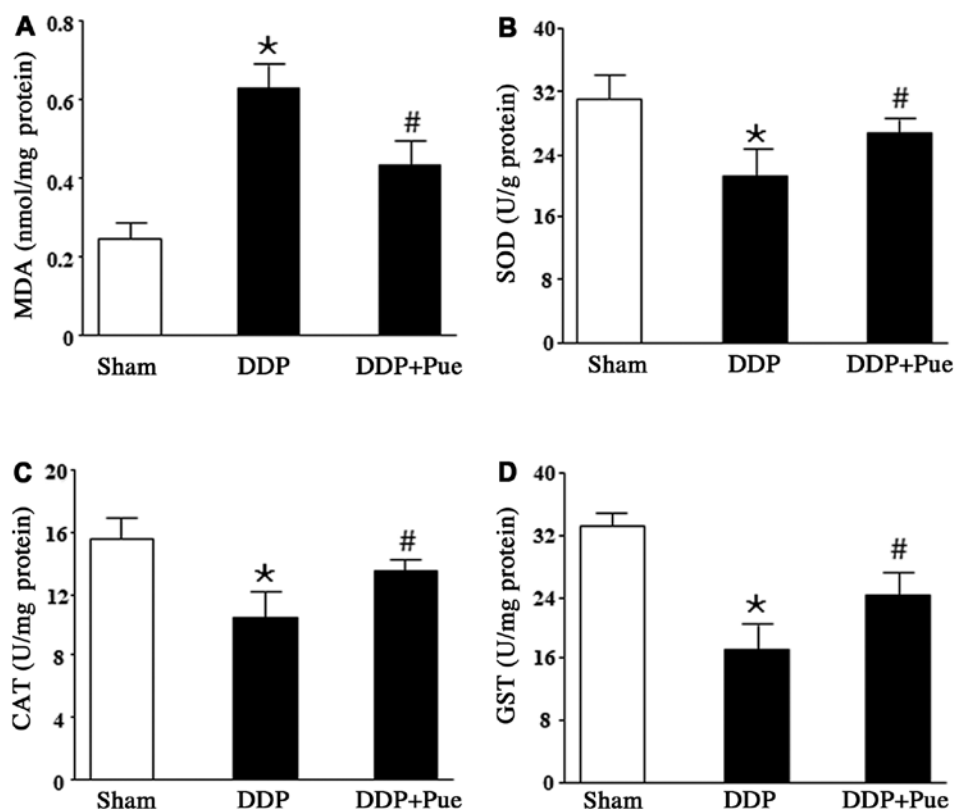 A
MDA (nmol/mg protein)
0.8
0.6
0.4
0.2
0
★
#
Sham DDP DDP+Pue
B
SOD (U/g protein)
40
32
24
16
8
0
★
#
Sham DDP DDP+Pue
C
CAT (U/mg protein)
20
16
12
8
4
0
★
#
Sham DDP DDP+Pue
D
GST (U/mg protein)
40
32
24
16
8
0
★
#
Sham DDP DDP+Pue